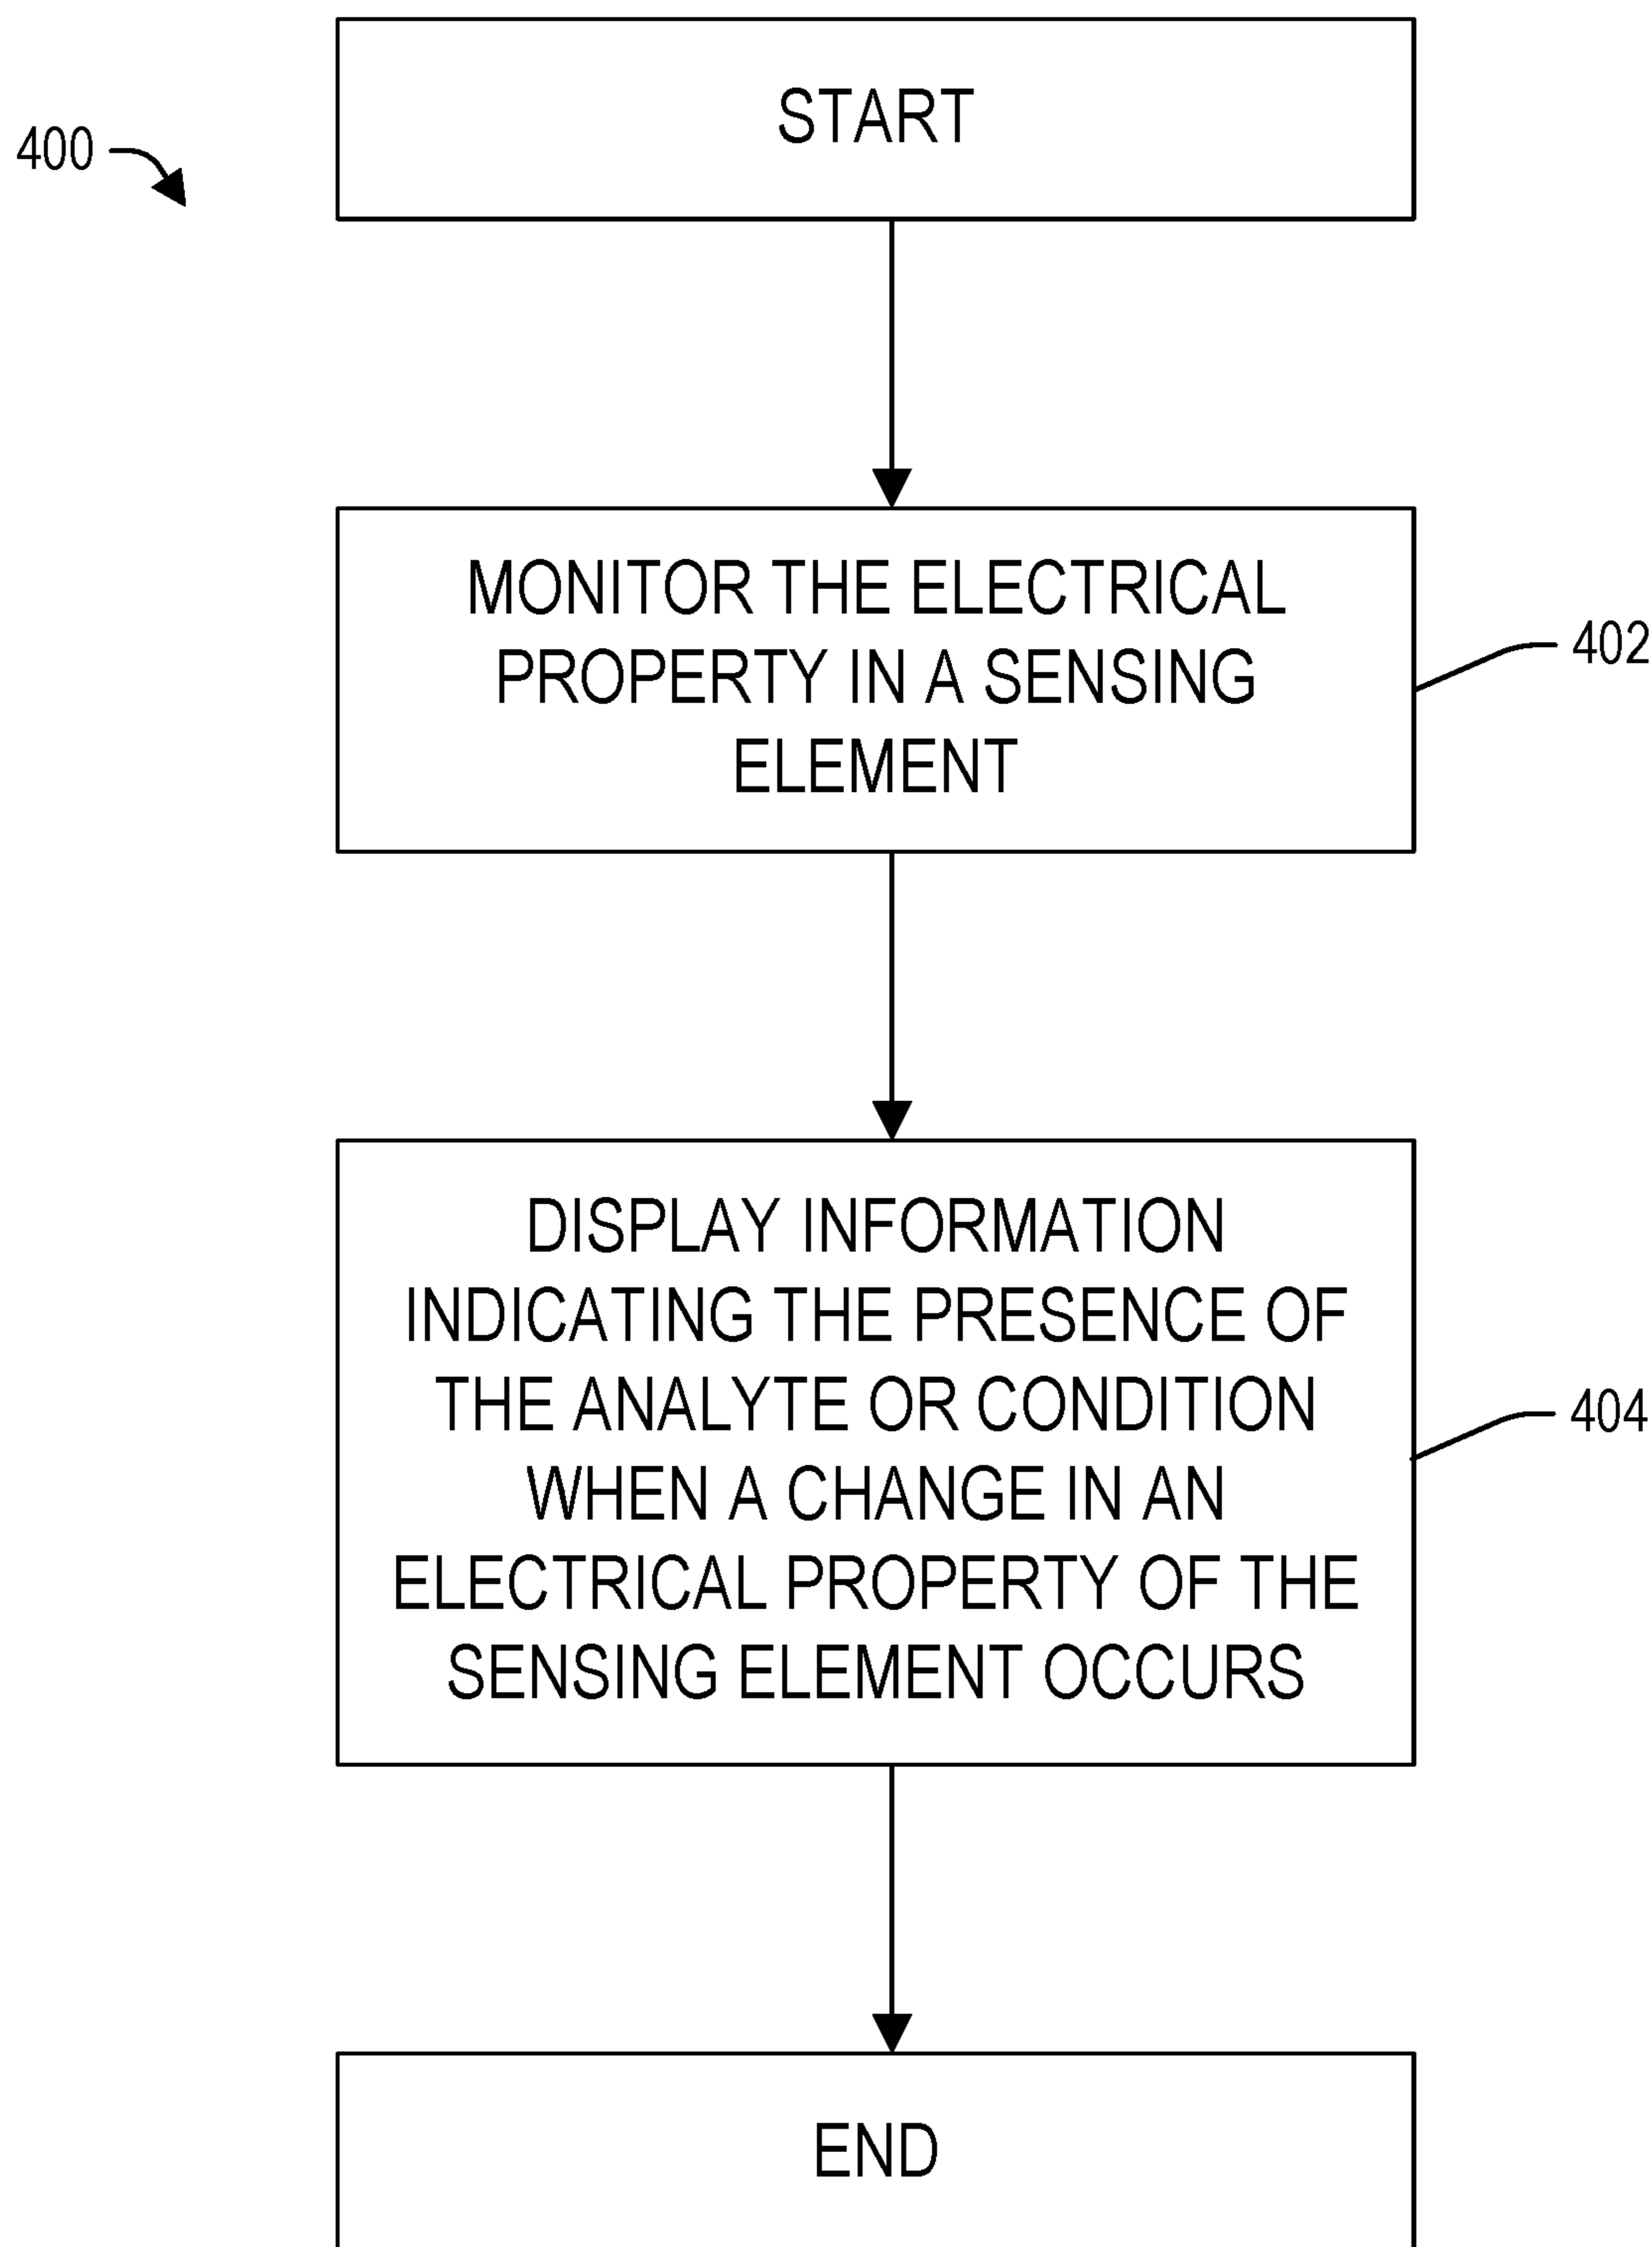 START
400
MONITOR THE ELECTRICAL
PROPERTY IN A SENSING
ELEMENT
402
DISPLAY INFORMATION
INDICATING THE PRESENCE OF
THE ANALYTE OR CONDITION
WHEN A CHANGE IN AN
ELECTRICAL PROPERTY OF THE
SENSING ELEMENT OCCURS
404
END